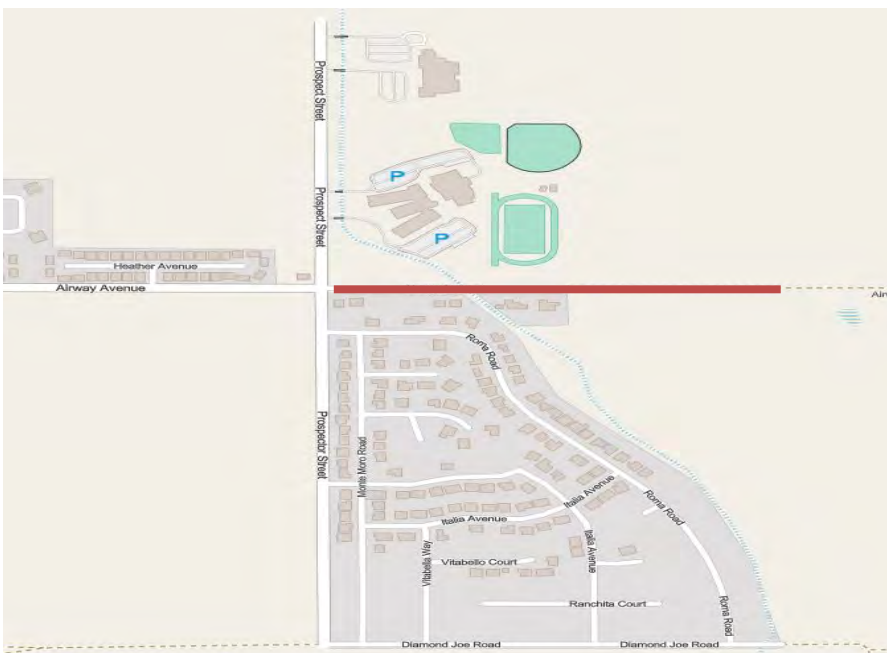 Prospect Street
P
Prospect Street
P
Heather Avenue
Airway Avenue
Air
Roma Road
Prospector Street
Monte Moro Road
Italia Avenue
Roma Road
Italia Avenue
Italia Avenue
Vitabella Way
Vitabello Court
Ranchita Court
Roma Road
Diamond Joe Road
Diamond Joe Road